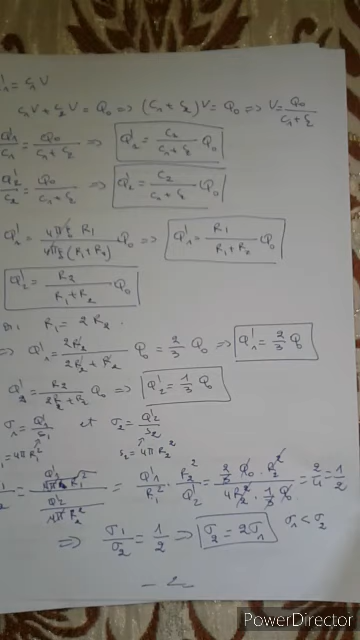 Q'₁ = C₁V
C₁V + C₂V = Q₀ ⟹ (C₁ + C₂)V = Q₀ ⟹ V = Q₀/(C₁+C₂)
Q'₁/C₁ = Q₀/(C₁+C₂) ⟹ Q'₁ = C₂/(C₁+C₂) Q₀
Q'₂/C₂ = Q₀/(C₁+C₂) ⟹ Q'₂ = C₂/(C₁+C₂) Q₀
Q'₁ = 4πε R₁/4πε(R₁+R₂) Q₀ ⟹ Q'₁ = R₁/(R₁+R₂) Q₀
Q'₂ = R₂/(R₁+R₂) Q₀
R₁ = 2R₂.
⟹ Q'₁ = 2R₂/(2R₂+R₂) Q₀ = 2/3 Q₀ ⟹ Q'₁ = 2/3 Q₀
Q'₂ = R₂/(2R₂+R₂) Q₀ ⟹ Q'₂ = 1/3 Q₀
σ₁ = Q'₁/S₁ et σ₂ = Q'₂/S₂
S₁ = 4πR₁² S₂ = 4πR₂²
= (Q'₁/4πR₁²)/(Q'₂/4πR₂²) = Q'₁/R₁² · R₂²/Q'₂ = (2/3 Q₀ · R₂²)/(4R₂² · 1/3 Q₀) = 2/4 = 1/2
⟹ σ₁/σ₂ = 1/2 ⟹ σ₂ = 2σ₁ σ₁ < σ₂
- 2 -
PowerDirector